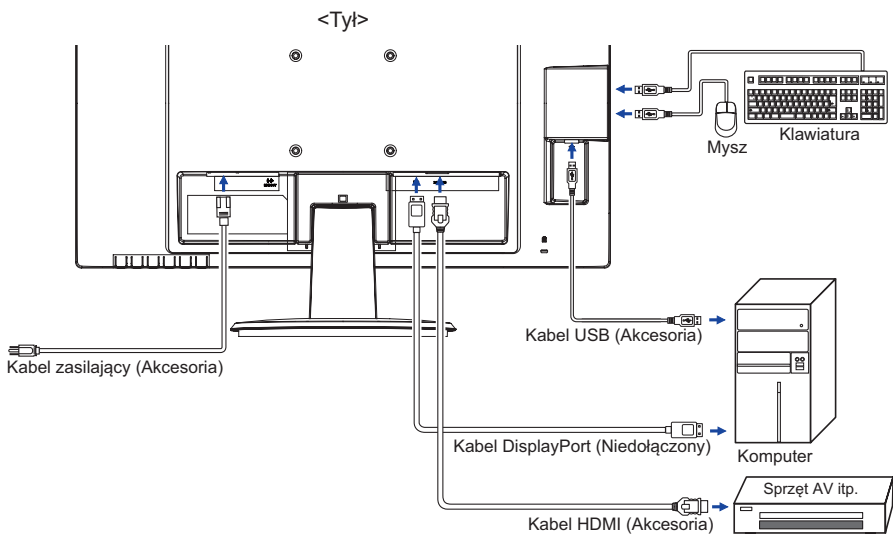 <Tył>
Klawiatura
Mysz
Kabel USB (Akcesoria)
Kabel zasilający (Akcesoria)
Kabel DisplayPort (Niedołączony)
Komputer
Sprzęt AV itp.
Kabel HDMI (Akcesoria)